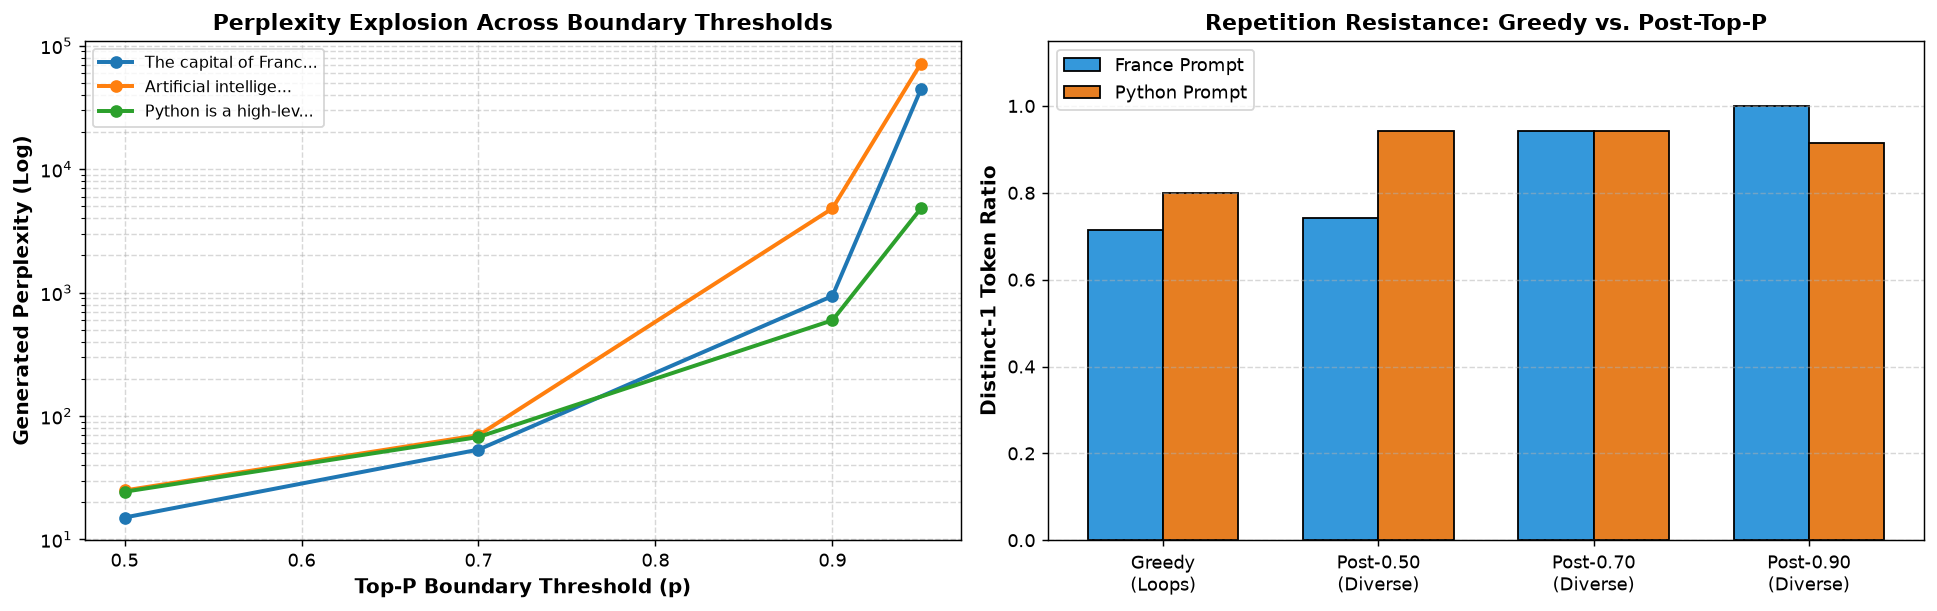 Perplexity Explosion Across Boundary Thresholds
Generated Perplexity (Log)
10^5
10^4
10^3
10^2
10^1
The capital of Franc...
Artificial intellige...
Python is a high-lev...
0.5 0.6 0.7 0.8 0.9
Top-P Boundary Threshold (p)
Repetition Resistance: Greedy vs. Post-Top-P
Distinct-1 Token Ratio
1.0
0.8
0.6
0.4
0.2
0.0
France Prompt
Python Prompt
Greedy Post-0.50 Post-0.70 Post-0.90
(Loops) (Diverse) (Diverse) (Diverse)